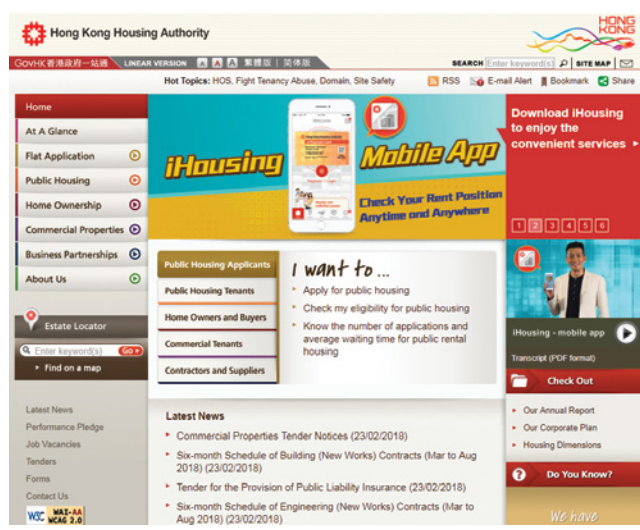 Hong Kong Housing Authority
HONG
KONG
GOVHK香港政府一站通
LINEAR VERSION A A A 繁體版 | 简体版
SEARCH Enter keyword(s) SITE MAP
Hot Topics: HOS, Fight Tenancy Abuse, Domain, Site Safety
RSS E-mail Alert Bookmark Share
Home
At A Glance
Flat Application
Public Housing
Home Ownership
Commercial Properties
Business Partnerships
About Us
iHousing Mobile App
Check Your Rent Position
Anytime and Anywhere
Download iHousing
to enjoy the
convenient services
1 2 3 4 5 6
Estate Locator
Enter keyword(s) Go
Find on a map
Latest News
Performance Pledge
Job Vacancies
Tenders
Forms
Contact Us
W3C WAI-AA
WCAG 2.0
Public Housing Applicants
Public Housing Tenants
Home Owners and Buyers
Commercial Tenants
Contractors and Suppliers
I want to ...
Apply for public housing
Check my eligibility for public housing
Know the number of applications and
average waiting time for public rental
housing
Latest News
Commercial Properties Tender Notices (23/02/2018)
Six-month Schedule of Building (New Works) Contracts (Mar to Aug
2018) (23/02/2018)
Tender for the Provision of Public Liability Insurance (23/02/2018)
Six-month Schedule of Engineering (New Works) Contracts (Mar to
Aug 2018) (23/02/2018)
iHousing - mobile app
Transcript (PDF format)
Check Out
Our Annual Report
Our Corporate Plan
Housing Dimensions
Do You Know?
We have